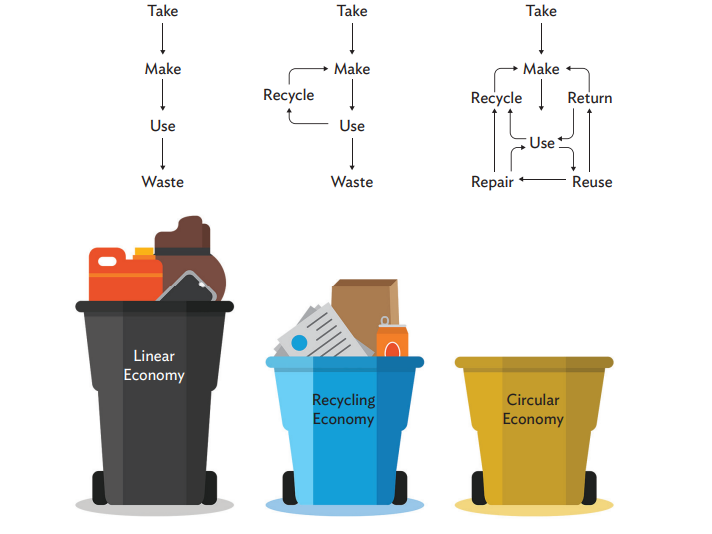 Take
Make
Use
Waste
Take
Make
Recycle
Use
Waste
Take
Make
Recycle
Return
Use
Repair
Reuse
Linear
Economy
Recycling
Economy
Circular
Economy